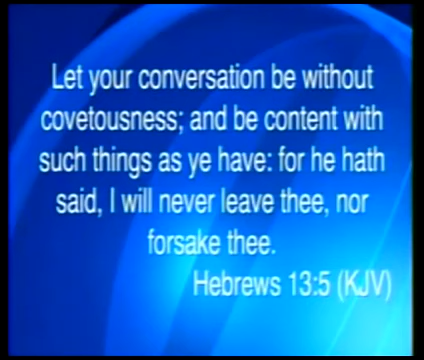 Let your conversation be without
covetousness; and be content with
such things as ye have: for he hath
said, I will never leave thee, nor
forsake thee.
Hebrews 13:5 (KJV)